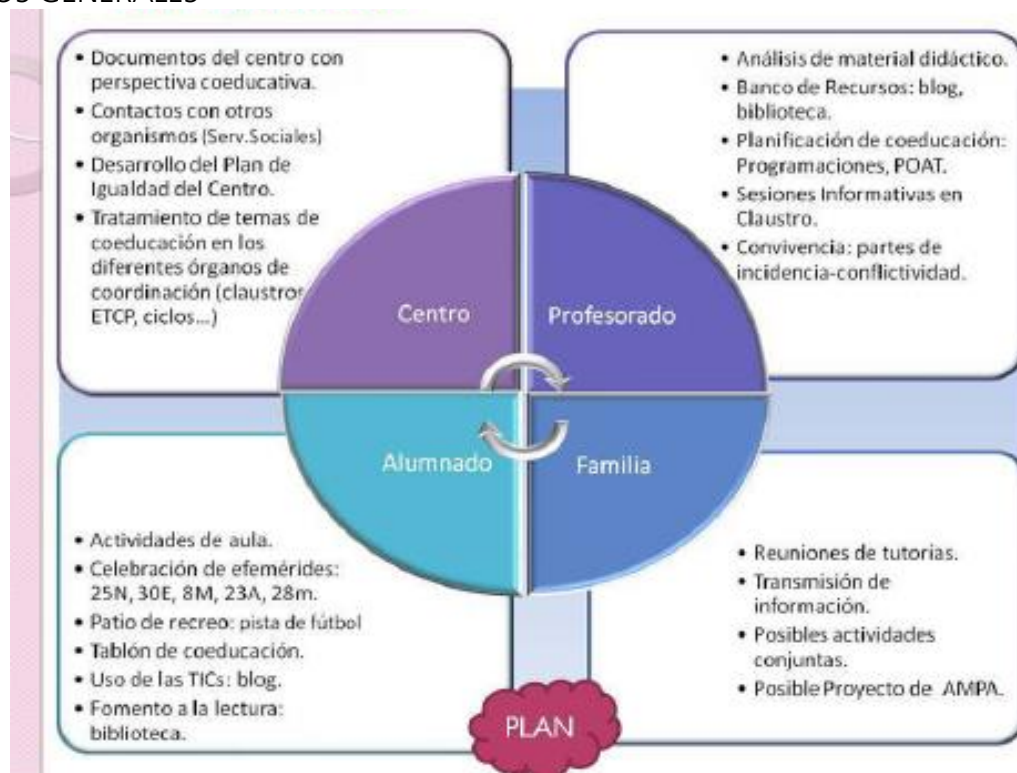 • Documentos del centro con
perspectiva coeducativa.
• Contactos con otros
organismos (Serv.Sociales)
• Desarrollo del Plan de
Igualdad del Centro.
• Tratamiento de temas de
coeducación en los
diferentes órganos de
coordinación (claustros
ETCP, ciclos...)
• Análisis de material didáctico.
• Banco de Recursos: blog,
biblioteca.
• Planificación de coeducación:
Programaciones, POAT.
• Sesiones Informativas en
Claustro.
• Convivencia: partes de
incidencia-conflictividad.
Centro
Profesorado
Alumnado
Familia
• Actividades de aula.
• Celebración de efemérides:
25N, 30E, 8M, 23A, 28m.
• Patio de recreo: pista de fútbol
• Tablón de coeducación.
• Uso de las TICs: blog.
• Fomento a la lectura:
biblioteca.
• Reuniones de tutorias.
• Transmisión de
información.
• Posibles actividades
conjuntas.
• Posible Proyecto de AMPA.
PLAN